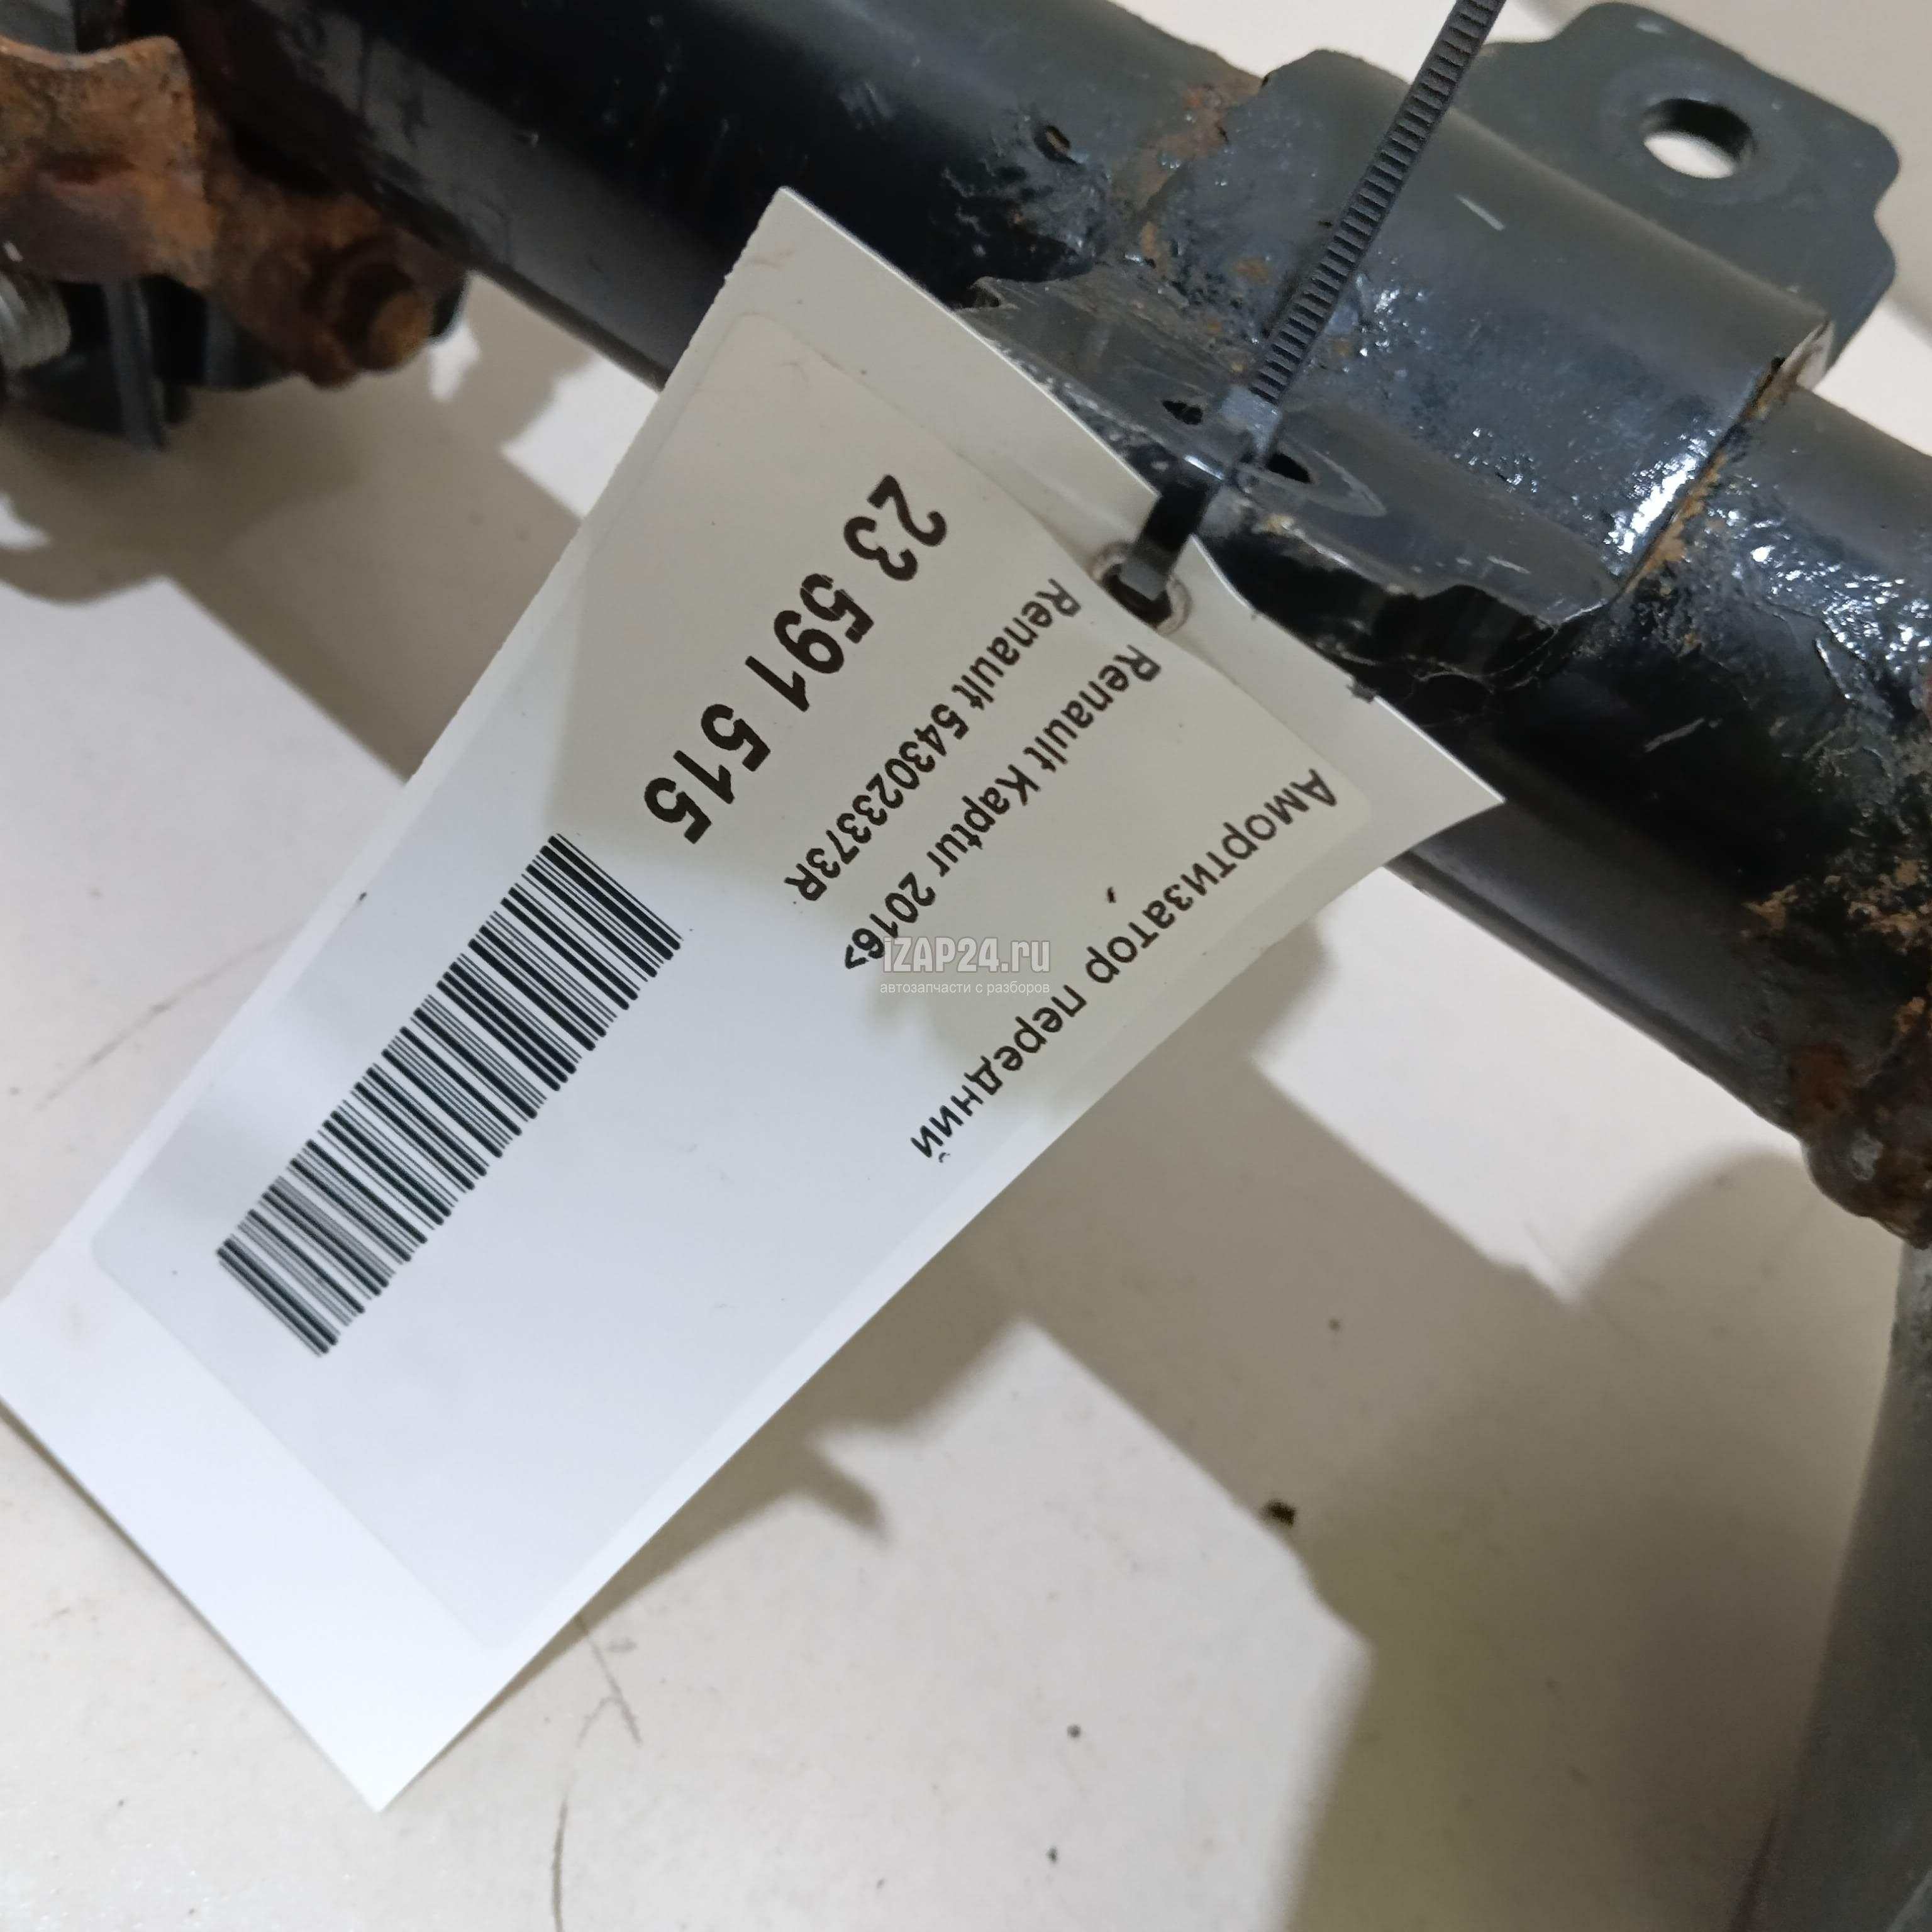 Амортизатор передний
Renault Kaptur 2016>
Renault 543023373R
23 591 515
iZAP24.ru
автозапчасти с разборов